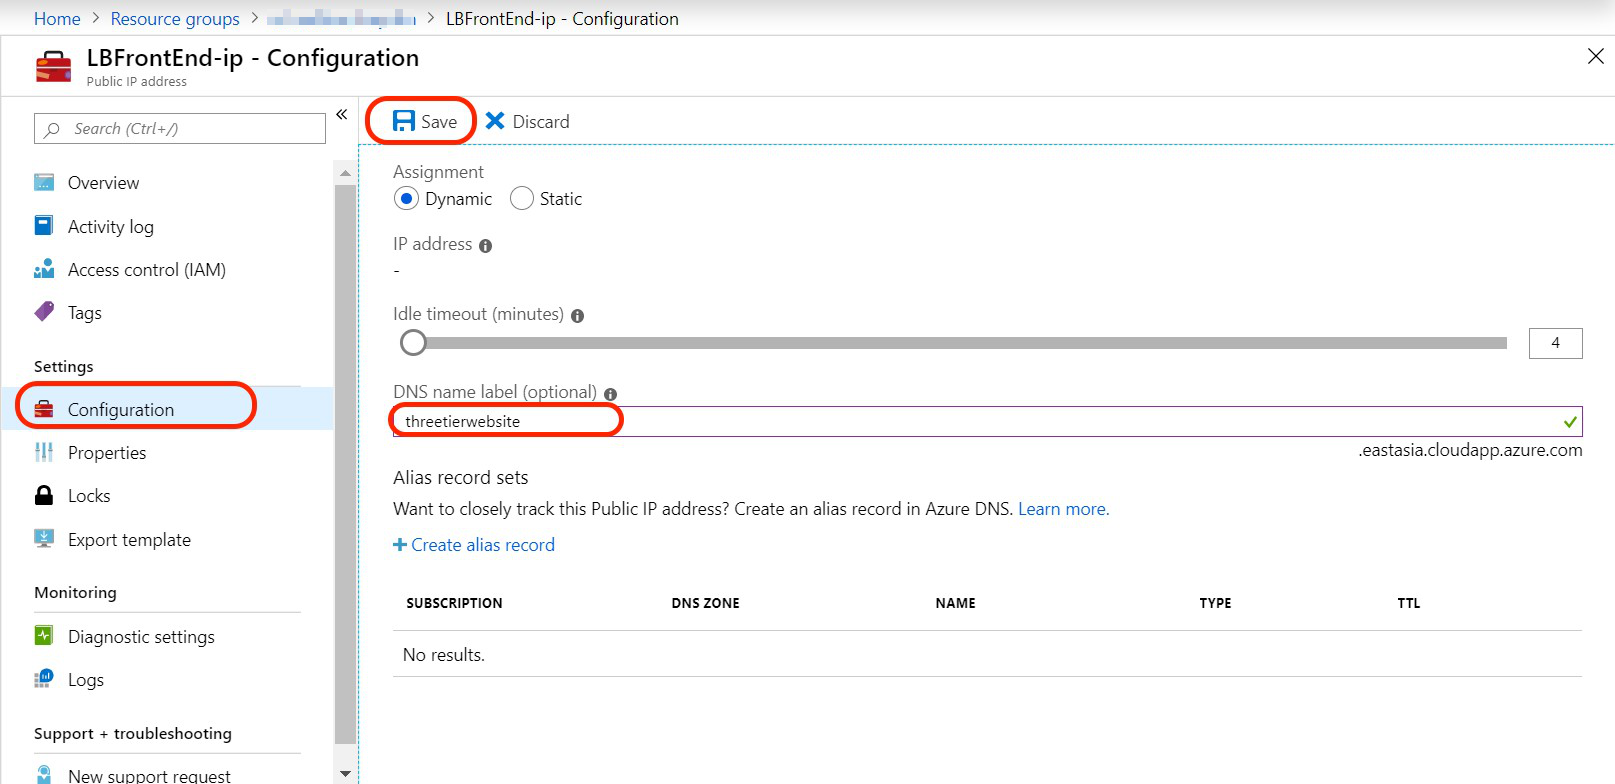 Home > Resource groups > > LBFrontEnd-ip - Configuration
LBFrontEnd-ip - Configuration
Public IP address
Search (Ctrl+/)
Overview
Activity log
Access control (IAM)
Tags
Settings
Configuration
Properties
Locks
Export template
Monitoring
Diagnostic settings
Logs
Support + troubleshooting
New support request
Save Discard
Assignment
Dynamic Static
IP address
-
Idle timeout (minutes)
4
DNS name label (optional)
threetierwebsite
.eastasia.cloudapp.azure.com
Alias record sets
Want to closely track this Public IP address? Create an alias record in Azure DNS. Learn more.
+ Create alias record
SUBSCRIPTION DNS ZONE NAME TYPE TTL
No results.